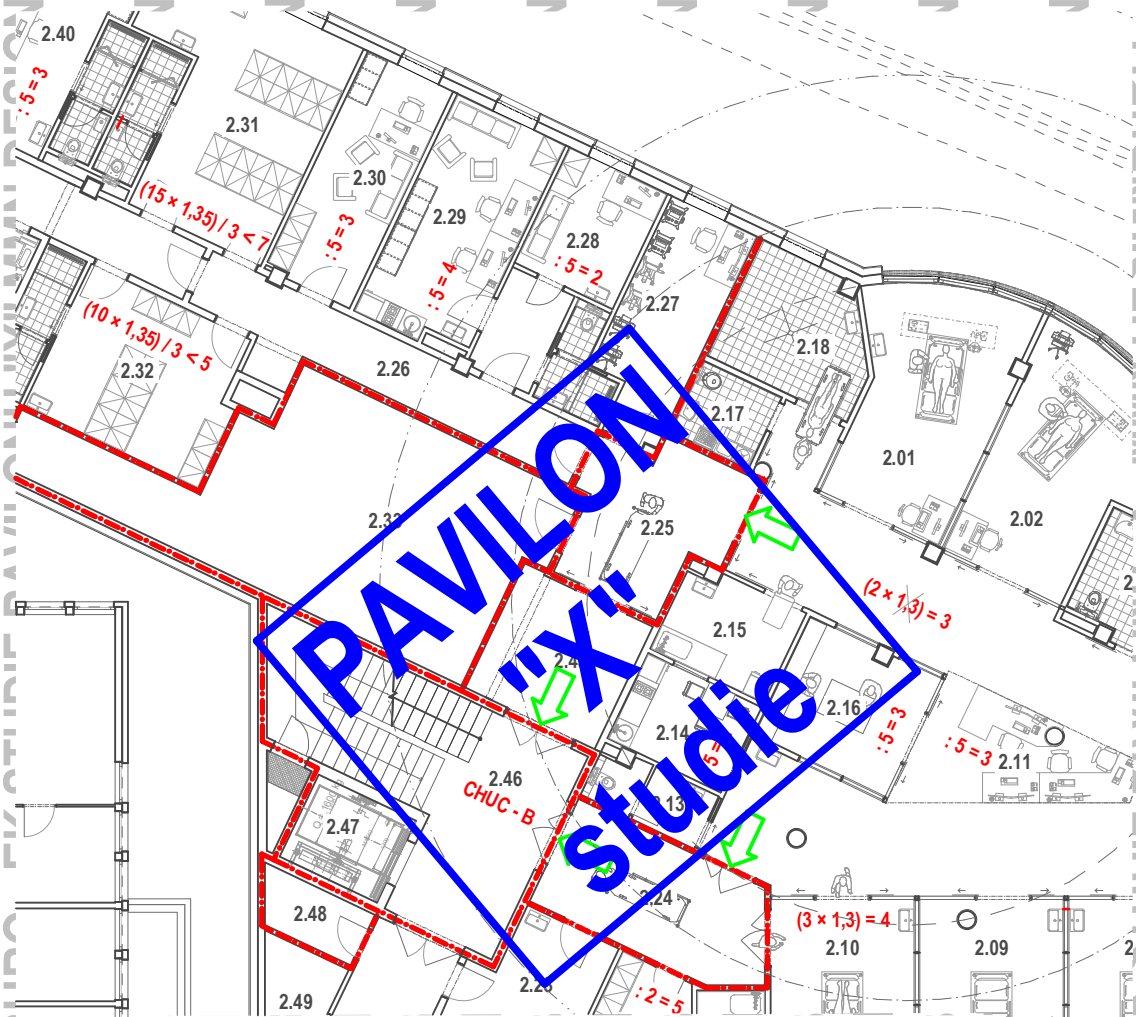 2.40
: 5 = 3
2.31
(15 × 1,35) / 3 < 7
2.30
: 5 = 3
2.29
: 5 = 4
2.28
: 5 = 2
2.27
2.18
2.17
(10 × 1,35) / 3 < 5
2.32
2.26
2.01
2.02
2.25
(2 × 1,3) = 3
2.15
2.16
: 5 = 3
2.14
: 5 = 3
2.11
PAVILON
"X"
studie
2.46
CHUC - B
2.47
2.48
2.49
2.24
: 2 = 5
(3 × 1,3) = 4
2.10
2.09